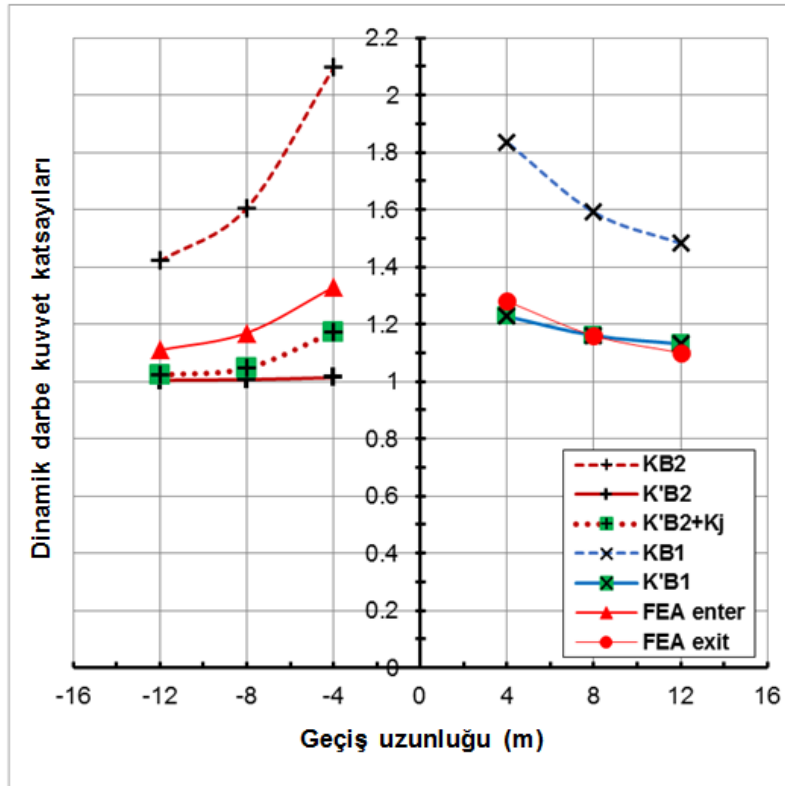 Dinamik darbe kuvvet katsayıları
2.2
2
1.8
1.6
1.4
1.2
1
0.8
0.6
0.4
0.2
0
-16 -12 -8 -4 0 4 8 12 16
Geçiş uzunluğu (m)
KB2
K'B2
K'B2+Kj
KB1
K'B1
FEA enter
FEA exit